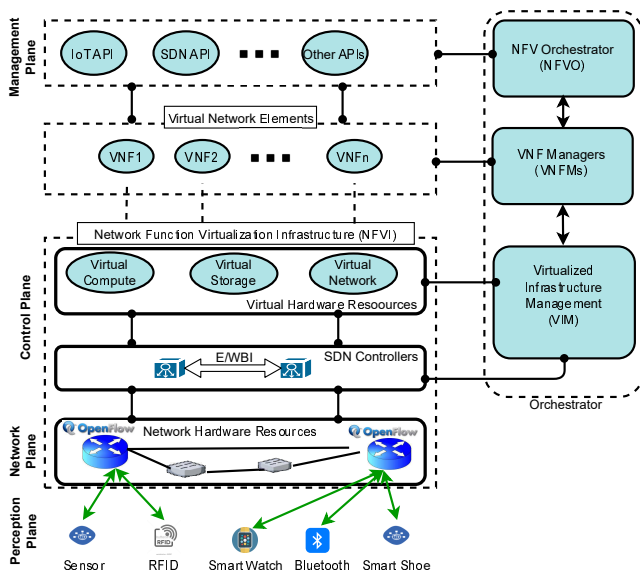 Management Plane
IoT API
SDN API
Other APIs
NFV Orchestrator
(NFVO)
Virtual Network Elements
VNF1
VNF2
VNFn
VNF Managers
(VNFMs)
Network Function Virtualization Infrastructure (NFVI)
Control Plane
Virtual
Compute
Virtual
Storage
Virtual
Network
Virtual Hardware Resoources
Virtualized
Infrastructure
Management
(VIM)
E/WBI
SDN Controllers
Orchestrator
Network
Plane
OpenFlow
Network Hardware Resources
OpenFlow
Perception
Plane
Sensor
RFID
Smart Watch
Bluetooth
Smart Shoe